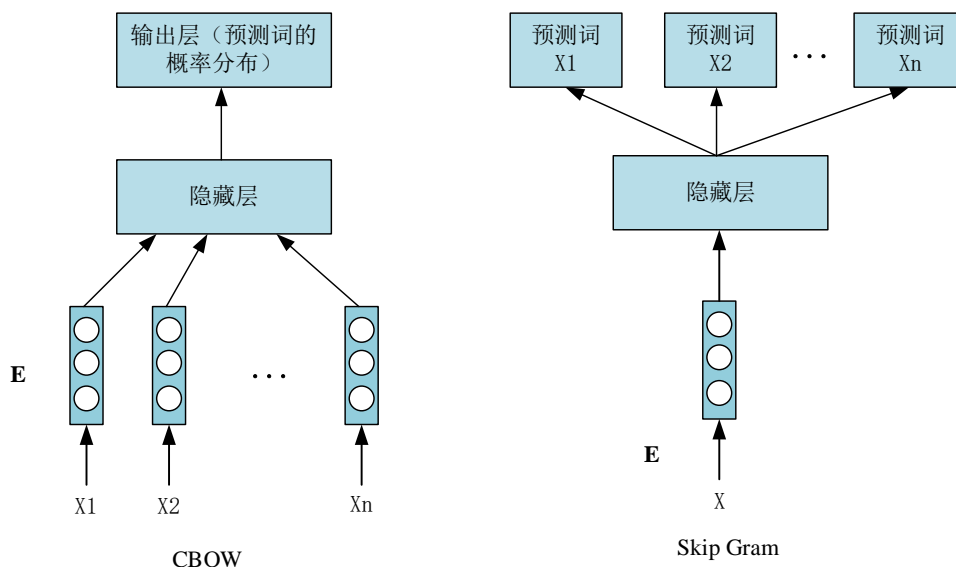 输出层（预测词的
概率分布）
隐藏层
E
...
X1
X2
Xn
CBOW
预测词
X1
预测词
X2
...
预测词
Xn
隐藏层
E
X
Skip Gram